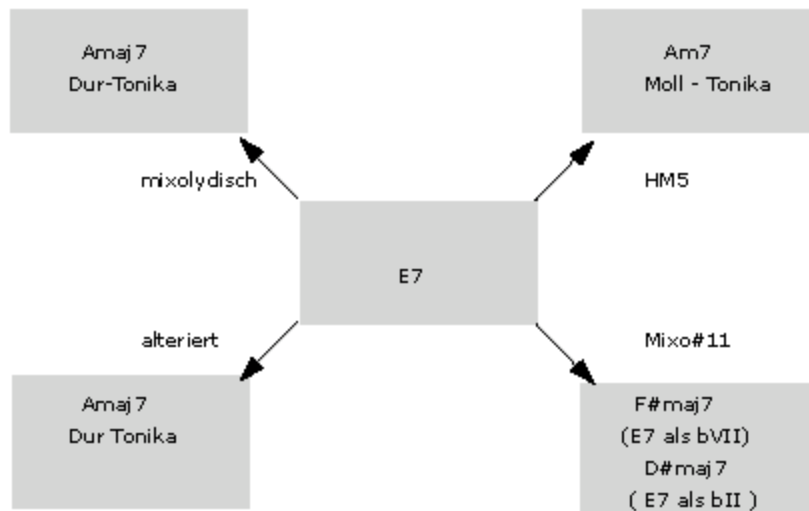 Amaj7
Dur-Tonika
Am7
Moll - Tonika
mixolydisch
HM5
E7
alteriert
Mixo#11
Amaj7
Dur Tonika
F#maj7
(E7 als bVII)
D#maj7
( E7 als bII )